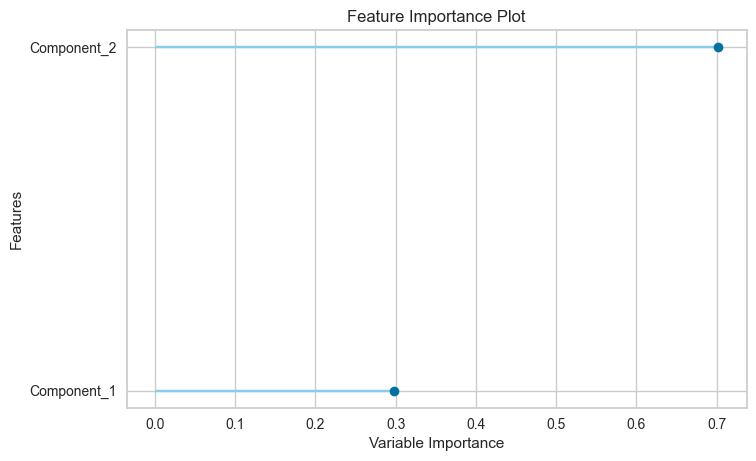 Feature Importance Plot
Component_2
Features
Component_1
0.0 0.1 0.2 0.3 0.4 0.5 0.6 0.7
Variable Importance